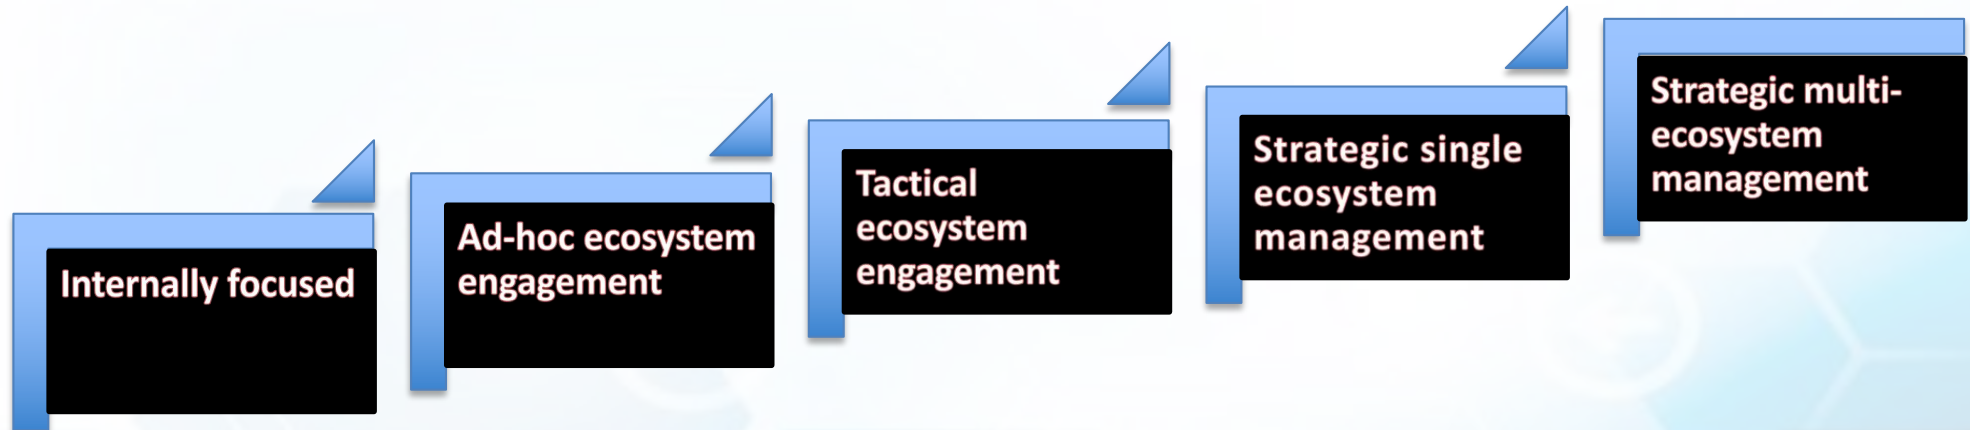 Internally focused
Ad-hoc ecosystem
engagement
Tactical
ecosystem
engagement
Strategic single
ecosystem
management
Strategic multi-
ecosystem
management